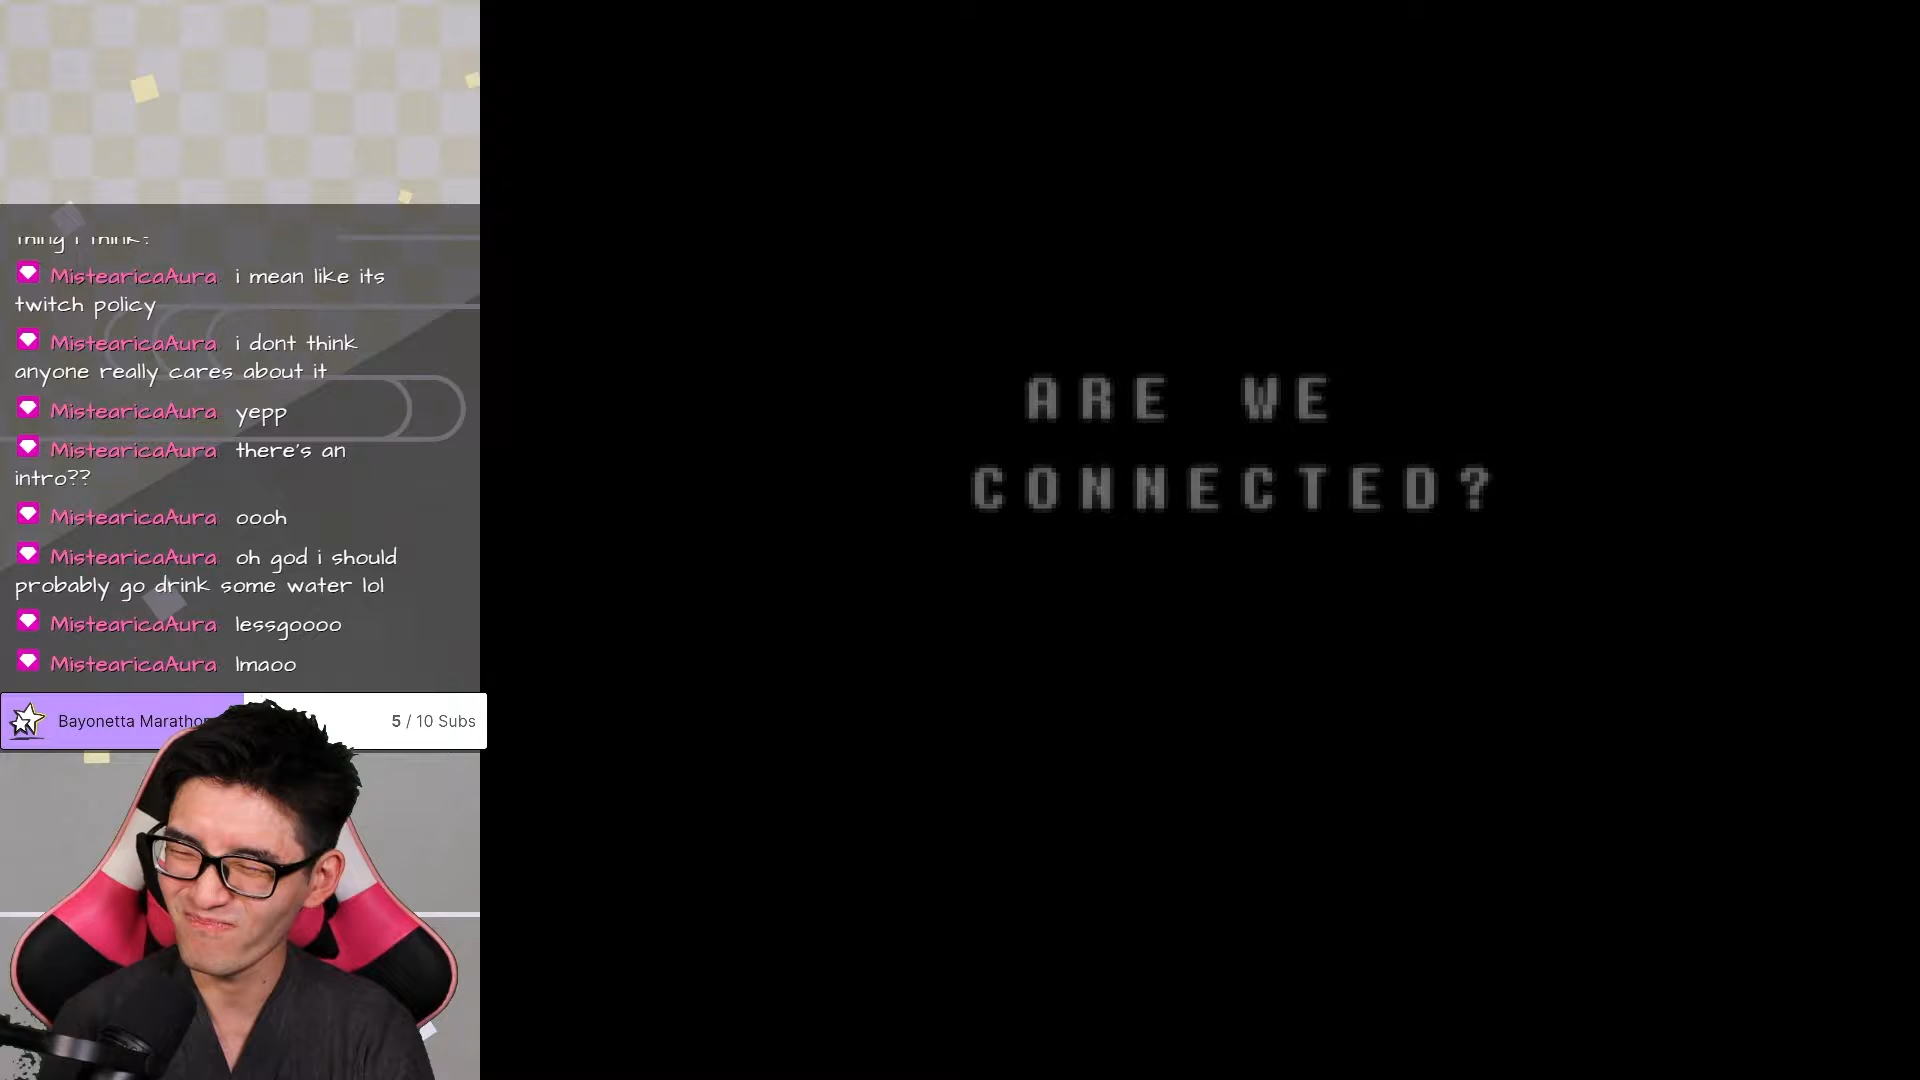 MistearicaAura i mean like its
twitch policy
MistearicaAura i dont think
anyone really cares about it
MistearicaAura yepp
MistearicaAura there's an
intro??
MistearicaAura oooh
MistearicaAura oh god i should
probably go drink some water lol
MistearicaAura lessgoooo
MistearicaAura lmaoo
Bayonetta Marathon 5 / 10 Subs
ARE WE
CONNECTED?